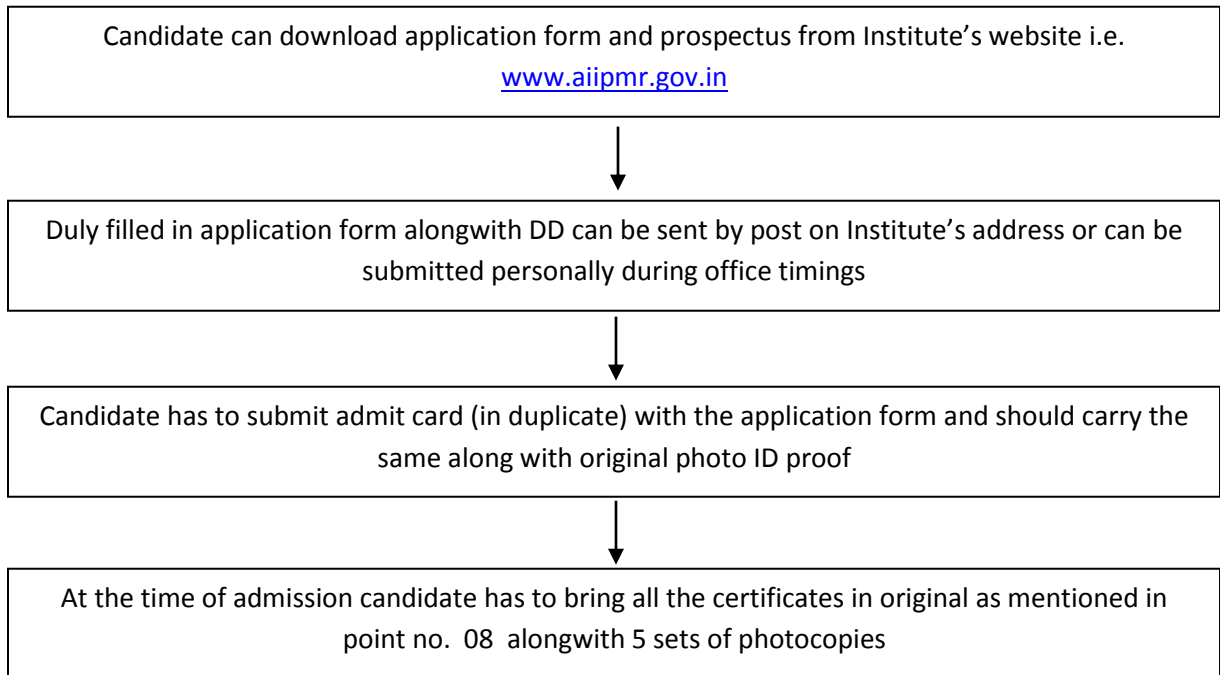 Candidate can download application form and prospectus from Institute’s website i.e.
www.aiipmr.gov.in
Duly filled in application form alongwith DD can be sent by post on Institute’s address or can be
submitted personally during office timings
Candidate has to submit admit card (in duplicate) with the application form and should carry the
same along with original photo ID proof
At the time of admission candidate has to bring all the certificates in original as mentioned in
point no.  08  alongwith 5 sets of photocopies